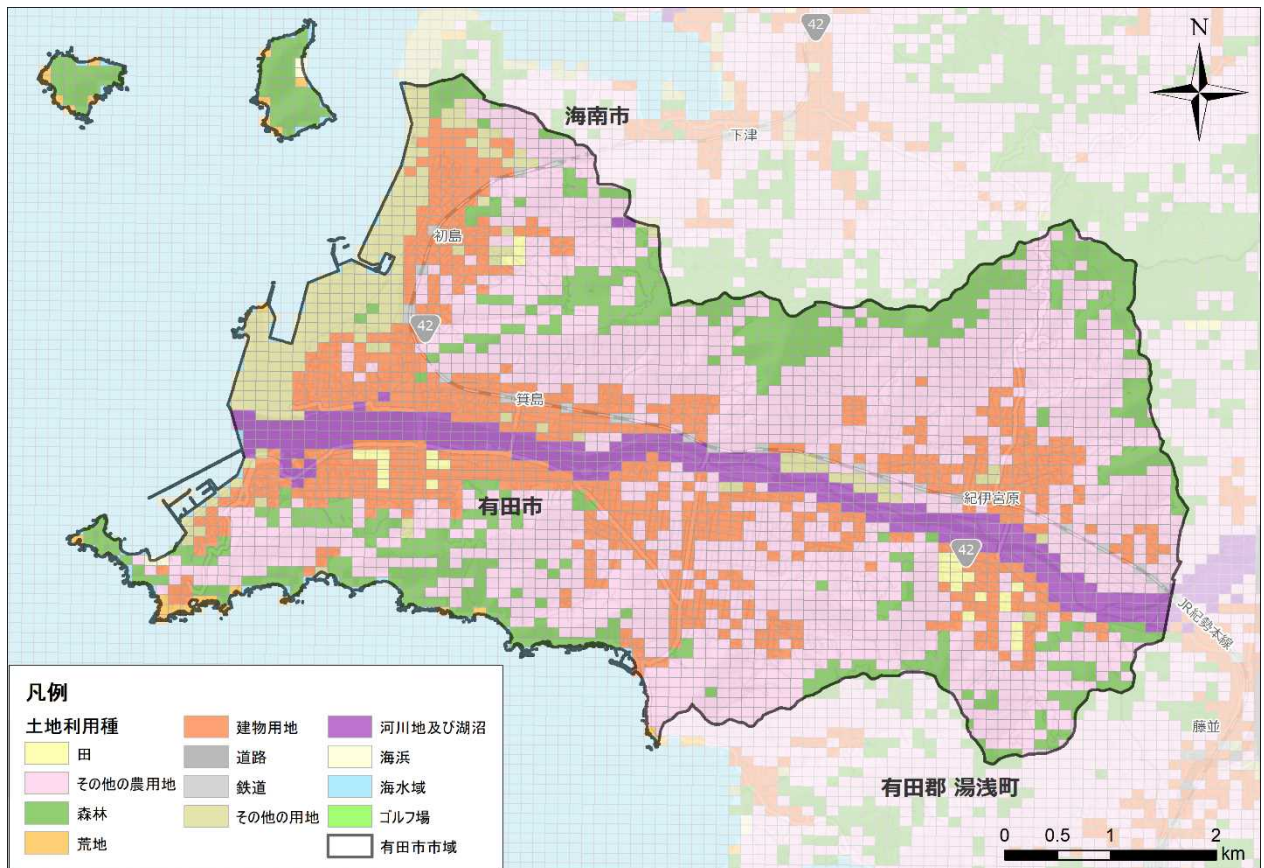 42
N
海南市
下津
初島
42
箕島
有田市
紀伊宮原
42
JR紀勢本線
藤並
有田郡 湯浅町
凡例
土地利用種
田
その他の農用地
森林
荒地
建物用地
道路
鉄道
その他の用地
河川地及び湖沼
海浜
海水域
ゴルフ場
有田市市域
0 0.5 1 2
km